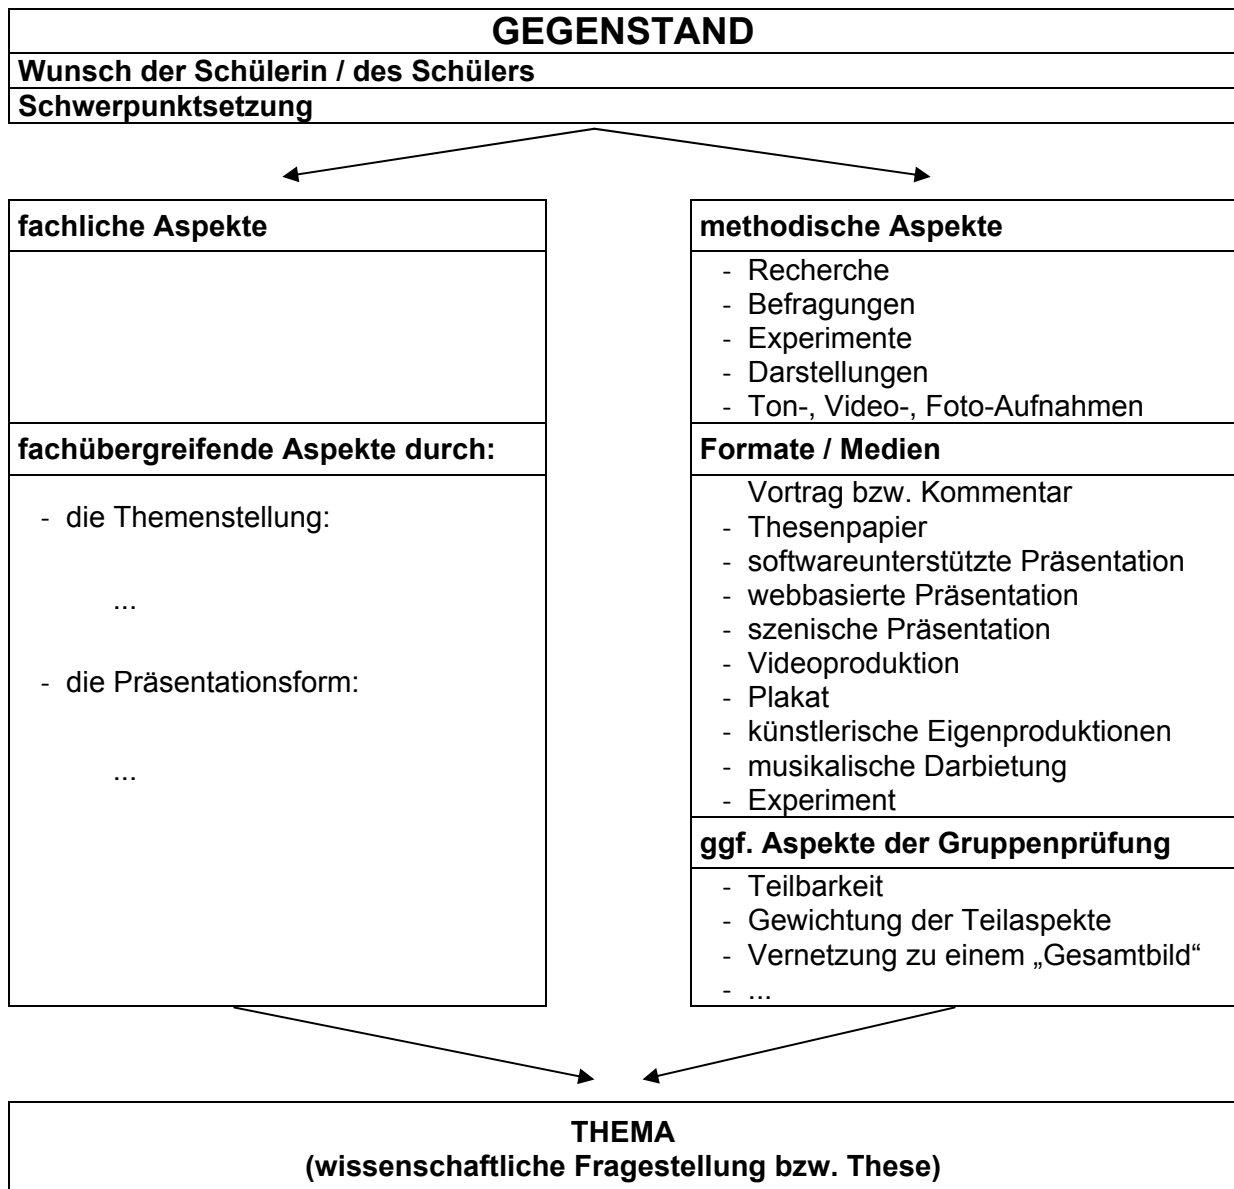 GEGENSTAND
Wunsch der Schülerin / des Schülers
Schwerpunktsetzung
fachliche Aspekte
fachübergreifende Aspekte durch:
- die Themenstellung:
...
- die Präsentationsform:
...
methodische Aspekte
- Recherche
- Befragungen
- Experimente
- Darstellungen
- Ton-, Video-, Foto-Aufnahmen
Formate / Medien
Vortrag bzw. Kommentar
- Thesenpapier
- softwareunterstützte Präsentation
- webbasierte Präsentation
- szenische Präsentation
- Videoproduktion
- Plakat
- künstlerische Eigenproduktionen
- musikalische Darbietung
- Experiment
ggf. Aspekte der Gruppenprüfung
- Teilbarkeit
- Gewichtung der Teilaspekte
- Vernetzung zu einem „Gesamtbild“
- ...
THEMA
(wissenschaftliche Fragestellung bzw. These)